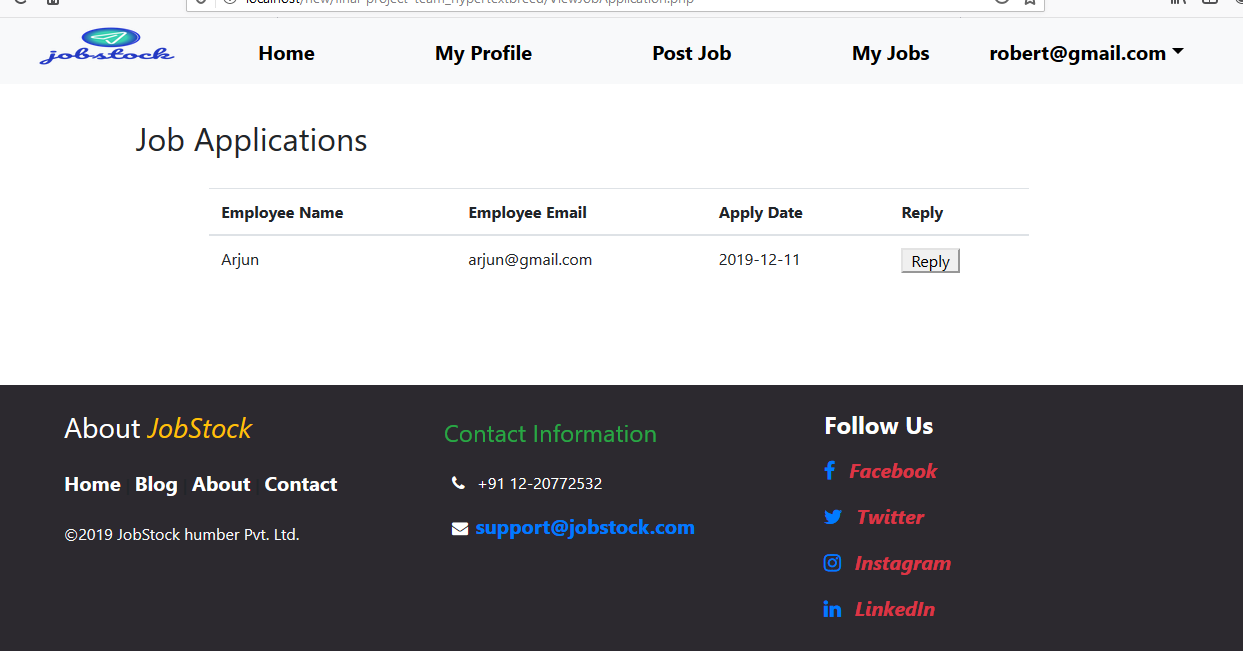 localhost/new/final-project-team_hypertextbreed/ViewJobApplication.php
jobstock
Home My Profile Post Job My Jobs robert@gmail.com
Job Applications
Employee Name Employee Email Apply Date Reply
Arjun arjun@gmail.com 2019-12-11 Reply
About JobStock
Home Blog About Contact
©2019 JobStock humber Pvt. Ltd.
Contact Information
+91 12-20772532
support@jobstock.com
Follow Us
Facebook
Twitter
Instagram
LinkedIn